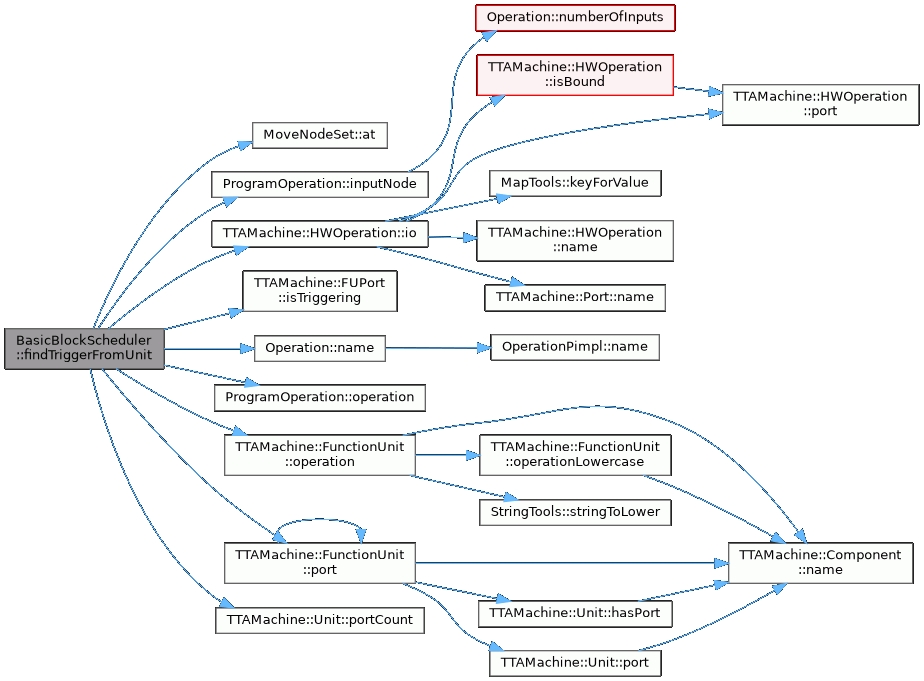 Operation::numberOfInputs
TTAMachine::HWOperation
::isBound
TTAMachine::HWOperation
::port
MoveNodeSet::at
ProgramOperation::inputNode
MapTools::keyForValue
TTAMachine::HWOperation::io
TTAMachine::HWOperation
::name
TTAMachine::FUPort
::isTriggering
TTAMachine::Port::name
BasicBlockScheduler
::findTriggerFromUnit
Operation::name
OperationPimpl::name
ProgramOperation::operation
TTAMachine::FunctionUnit
::operation
TTAMachine::FunctionUnit
::operationLowercase
StringTools::stringToLower
TTAMachine::FunctionUnit
::port
TTAMachine::Component
::name
TTAMachine::Unit::hasPort
TTAMachine::Unit::portCount
TTAMachine::Unit::port